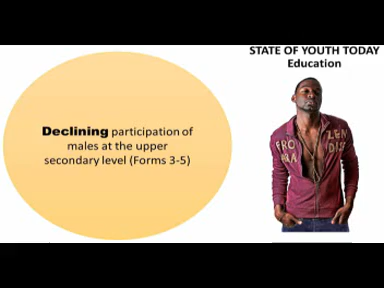 STATE OF YOUTH TODAY
Education
Declining participation of
males at the upper
secondary level (Forms 3-5)